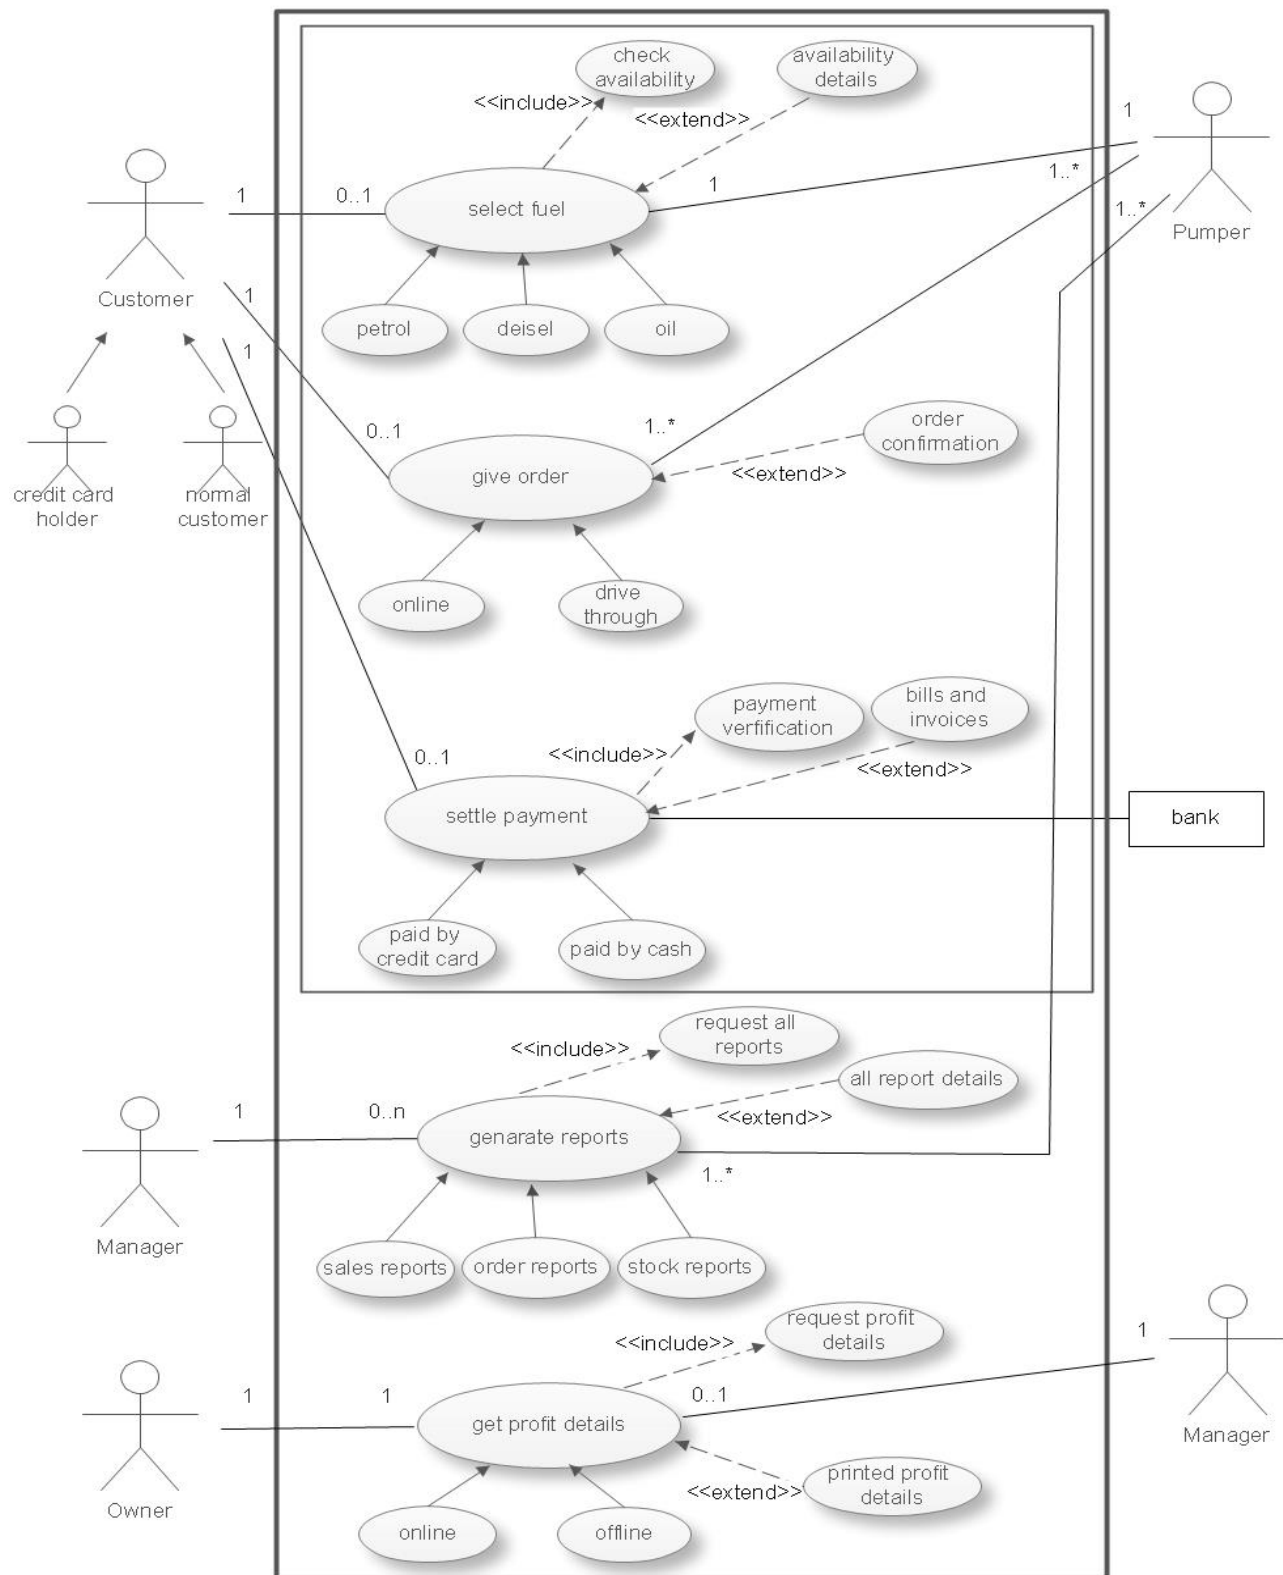 check
availability
availability
details
<<include>>
<<extend>>
1
1
0..1
select fuel
1
1..*
1..*
Pumper
Customer
1
petrol
deisel
oil
1
0..1
1..*
order
confirmation
give order
<<extend>>
credit card
holder
normal
customer
online
drive
through
payment
verfification
bills and
invoices
<<include>>
0..1
<<extend>>
settle payment
bank
paid by
credit card
paid by cash
request all
reports
<<include>>
all report details
1
0..n
<<extend>>
genarate reports
1..*
Manager
sales reports
order reports
stock reports
request profit
details
<<include>>
1
1
1
0..1
get profit details
Manager
Owner
<<extend>>
printed profit
details
online
offline